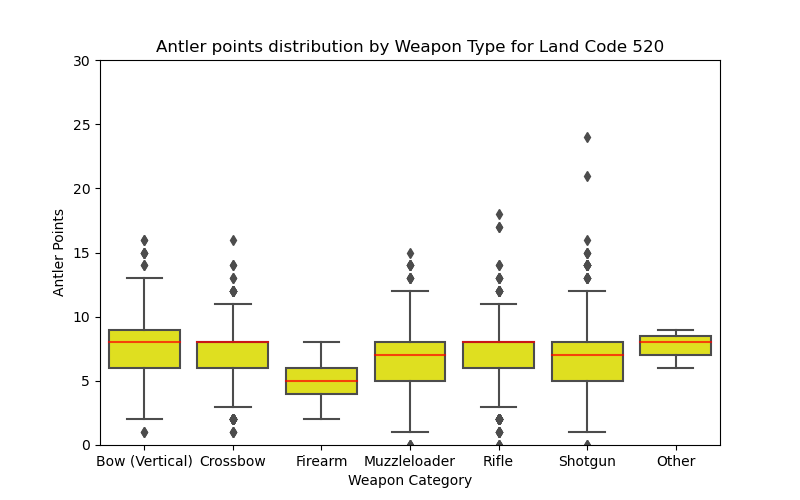 Antler points distribution by Weapon Type for Land Code 520
30
25
20
15
10
5
0
Antler Points
Bow (Vertical) Crossbow Firearm Muzzleloader Rifle Shotgun Other
Weapon Category